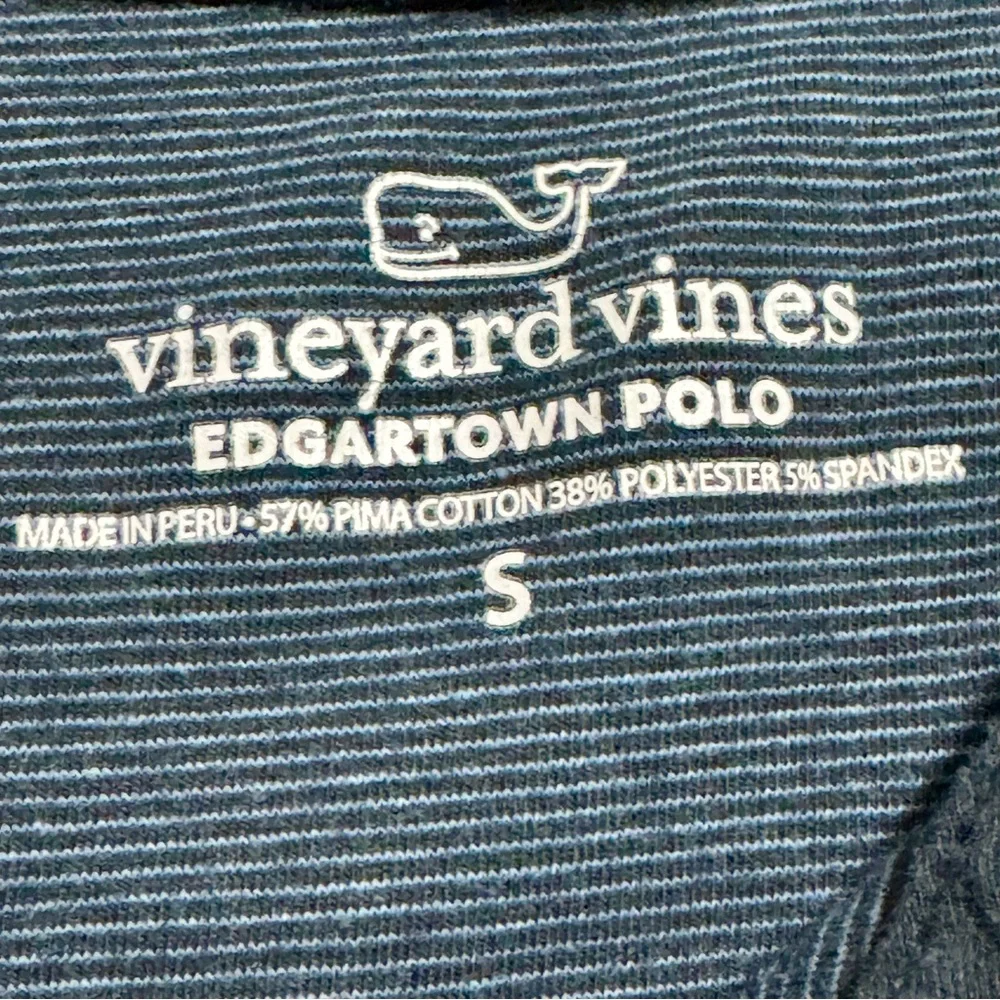 vineyard vines
EDGARTOWN POLO
MADE IN PERU • 57% PIMA COTTON 38% POLYESTER 5% SPANDEX
S